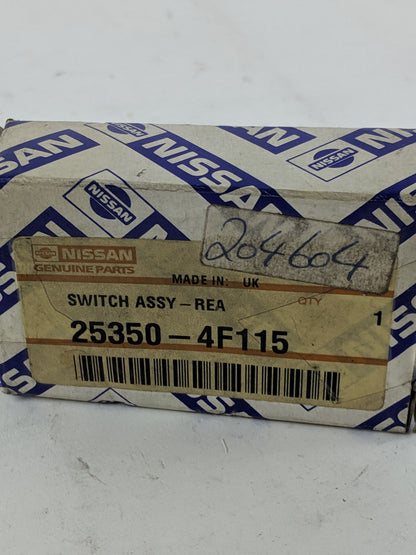 NISSAN
NISSAN
NISSAN
NISSAN
204604
NISSAN
GENUINE PARTS
MADE IN: UK
SWITCH ASSY-REA
QTY
1
25350-4F115
NISSAN
NISSAN